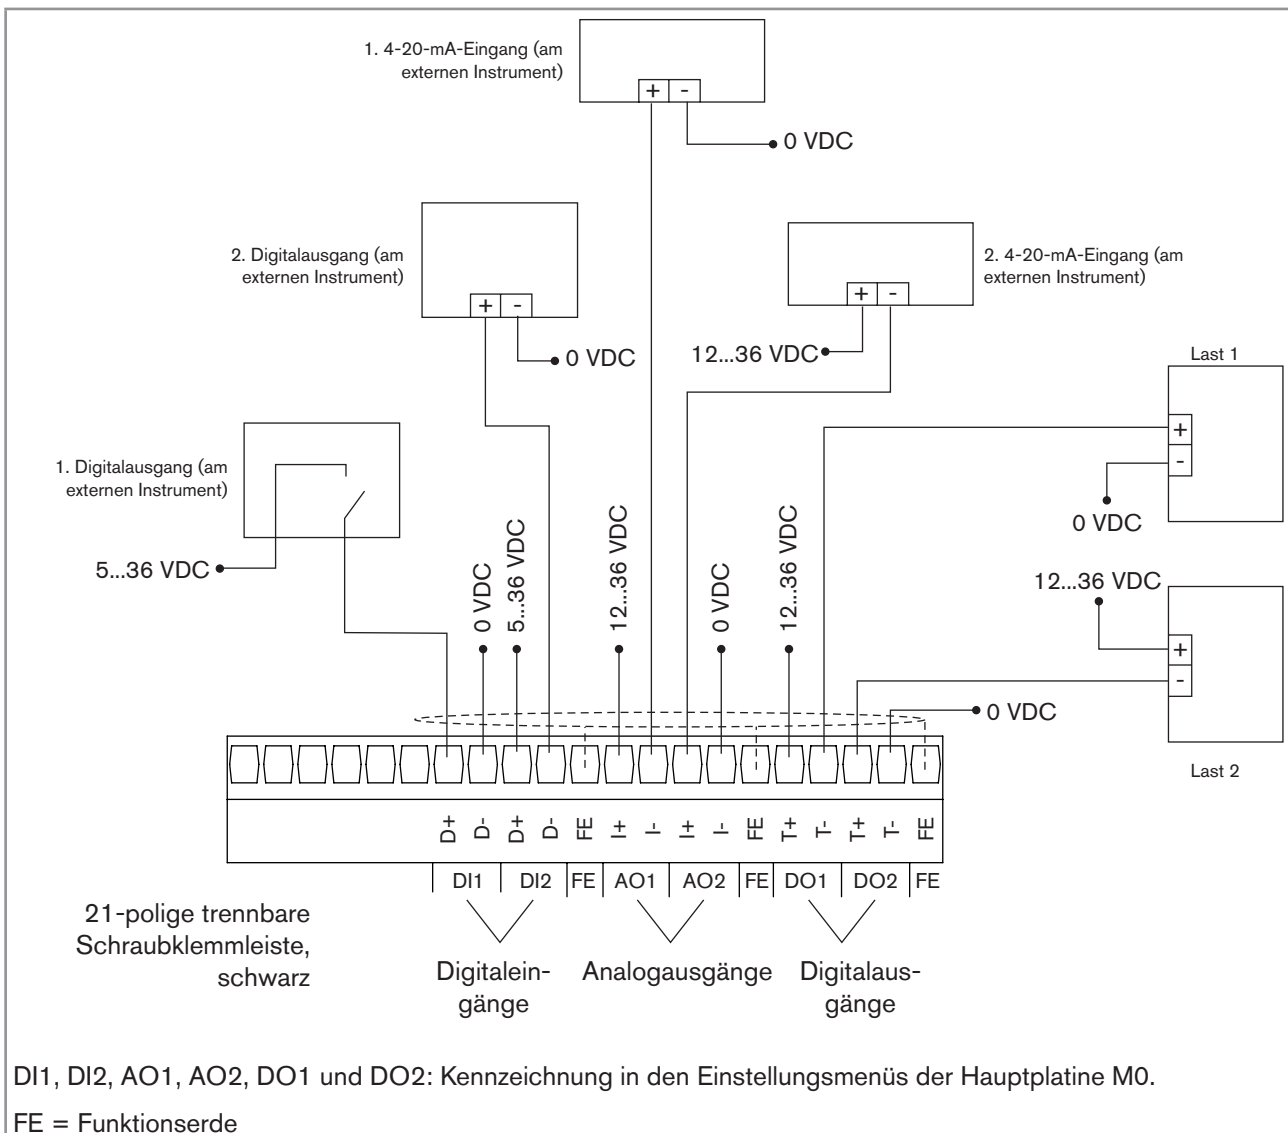 1. 4-20-mA-Eingang (am
externen Instrument)
+ -
0 VDC
2. Digitalausgang (am
externen Instrument)
+ -
0 VDC
2. 4-20-mA-Eingang (am
externen Instrument)
+ -
12...36 VDC
Last 1
+
-
0 VDC
1. Digitalausgang (am
externen Instrument)
5...36 VDC
0 VDC
5...36 VDC
12...36 VDC
0 VDC
12...36 VDC
12...36 VDC
+
-
0 VDC
Last 2
D+ D- D+ D- FE I+ I- I+ I- FE T+ T- T+ T- FE
DI1 DI2 FE AO1 AO2 FE DO1 DO2 FE
21-polige trennbare
Schraubklemmleiste,
schwarz
Digitalein-
gänge
Analogausgänge
Digitalaus-
gänge
DI1, DI2, AO1, AO2, DO1 und DO2: Kennzeichnung in den Einstellungsmenüs der Hauptplatine M0.
FE = Funktionserde